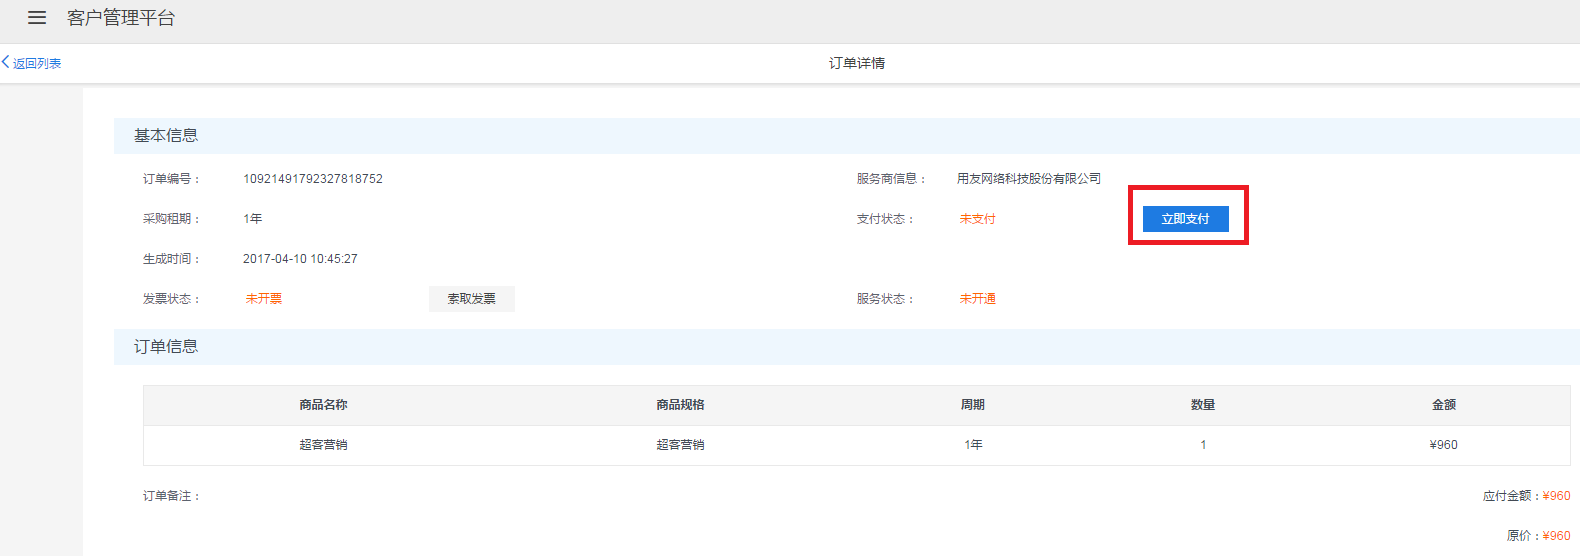 客户管理平台
返回列表 订单详情
基本信息
订单编号： 10921491792327818752 服务商信息： 用友网络科技股份有限公司
采购租期： 1年 支付状态： 未支付 立即支付
生成时间： 2017-04-10 10:45:27
发票状态： 未开票 索取发票 服务状态： 未开通
订单信息
商品名称 商品规格 周期 数量 金额
超客营销 超客营销 1年 1 ¥960
订单备注： 应付金额：¥960
原价：¥960